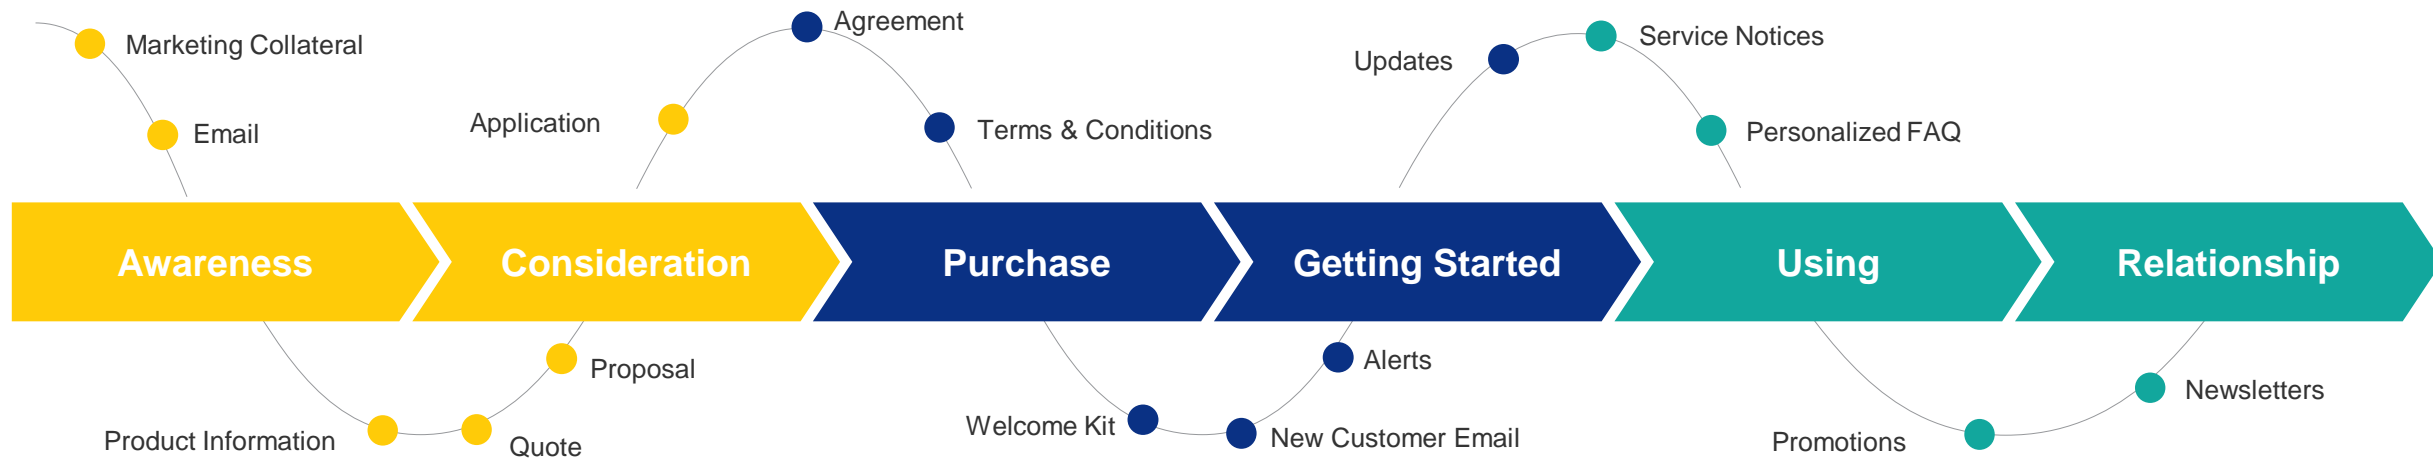 Marketing Collateral
Email
Application
Agreement
Terms & Conditions
Updates
Service Notices
Personalized FAQ
Awareness
Consideration
Purchase
Getting Started
Using
Relationship
Product Information
Quote
Proposal
Welcome Kit
New Customer Email
Alerts
Promotions
Newsletters